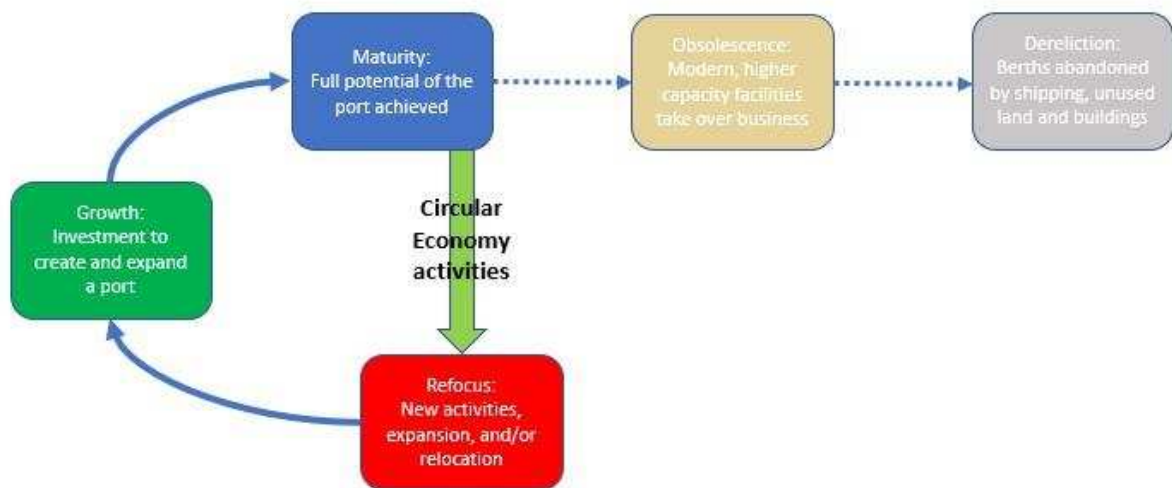 Maturity:
Full potential of the
port achieved
Obsolescence:
Modern, higher
capacity facilities
take over business
Dereliction:
Berths abandoned
by shipping, unused
land and buildings
Growth:
Investment to
create and expand
a port
Circular
Economy
activities
Refocus:
New activities,
expansion, and/or
relocation